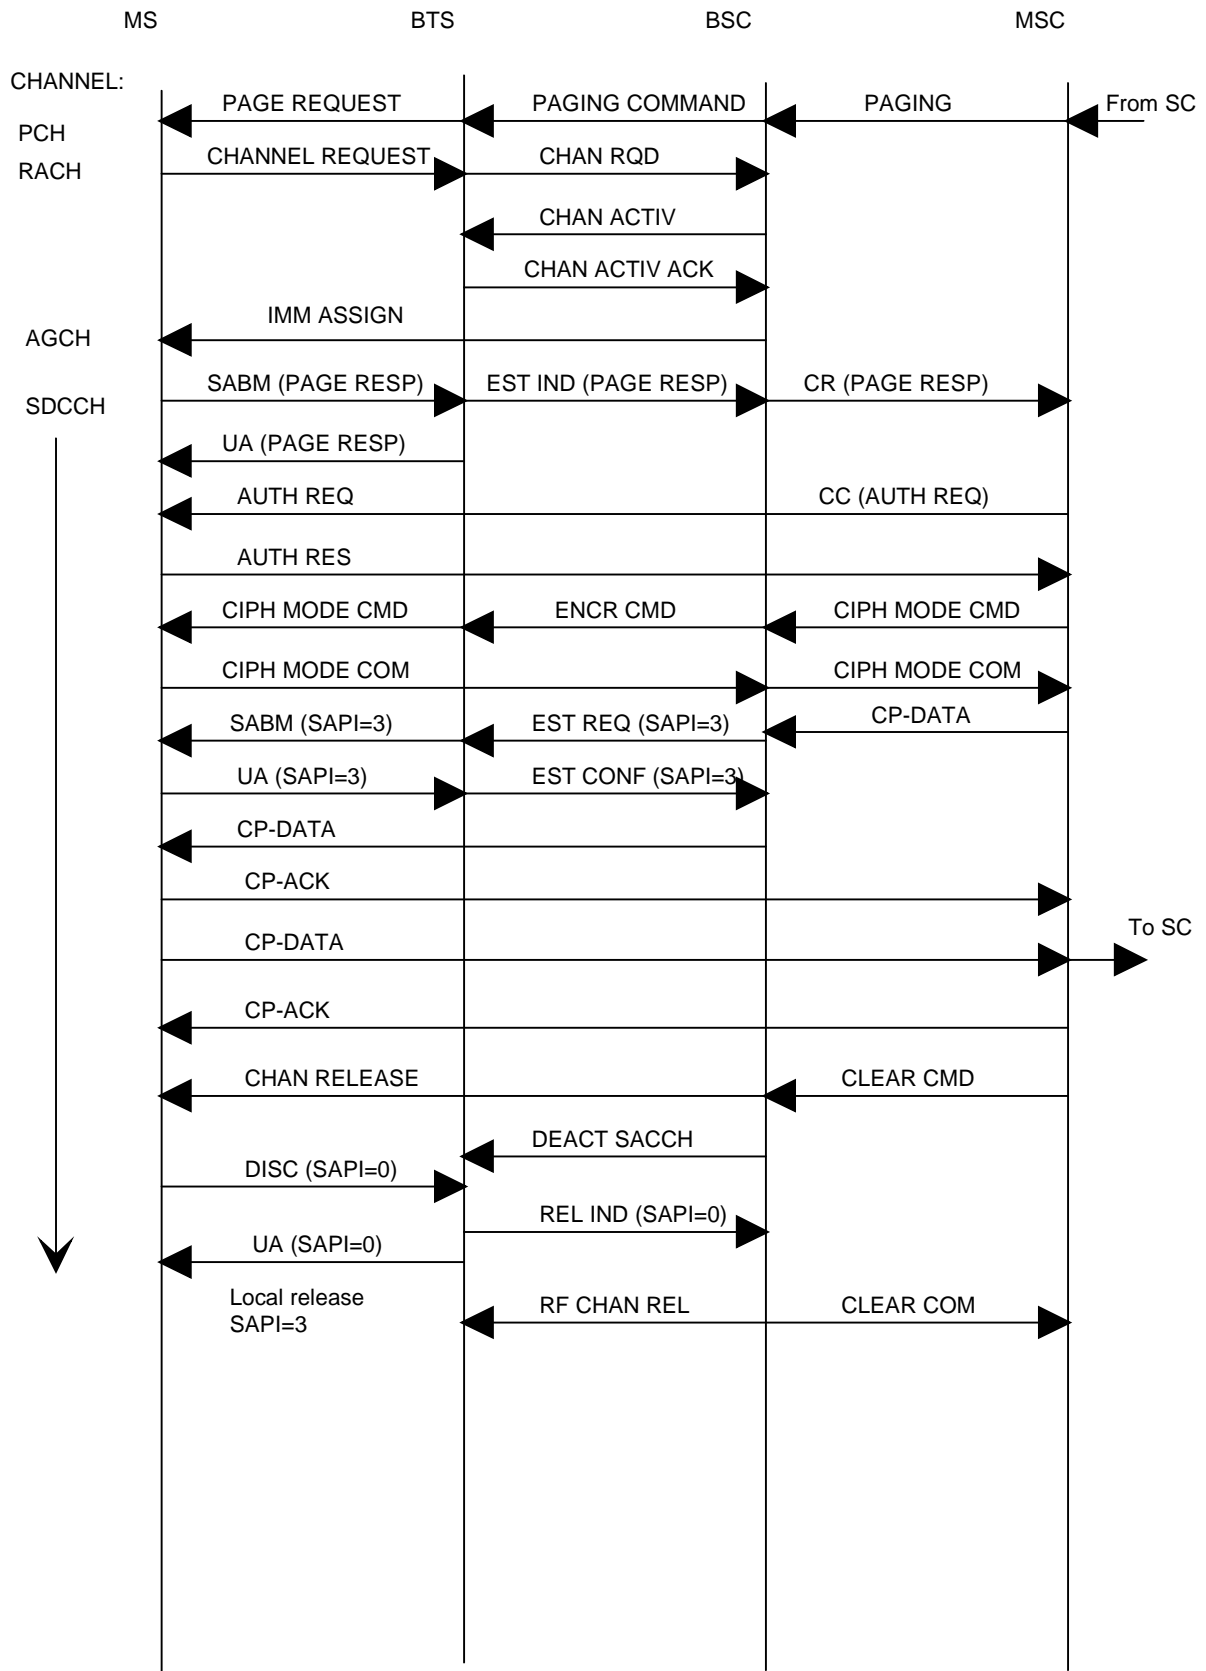 MS BTS BSC MSC
CHANNEL:
PAGE REQUEST PAGING COMMAND PAGING From SC
PCH
CHANNEL REQUEST CHAN RQD
RACH
CHAN ACTIV
CHAN ACTIV ACK
IMM ASSIGN
AGCH
SABM (PAGE RESP) EST IND (PAGE RESP) CR (PAGE RESP)
SDCCH
UA (PAGE RESP)
AUTH REQ CC (AUTH REQ)
AUTH RES
CIPH MODE CMD ENCR CMD CIPH MODE CMD
CIPH MODE COM CIPH MODE COM
SABM (SAPI=3) EST REQ (SAPI=3) CP-DATA
UA (SAPI=3) EST CONF (SAPI=3)
CP-DATA
CP-ACK
To SC
CP-DATA
CP-ACK
CHAN RELEASE CLEAR CMD
DEACT SACCH
DISC (SAPI=0)
REL IND (SAPI=0)
UA (SAPI=0)
Local release RF CHAN REL CLEAR COM
SAPI=3